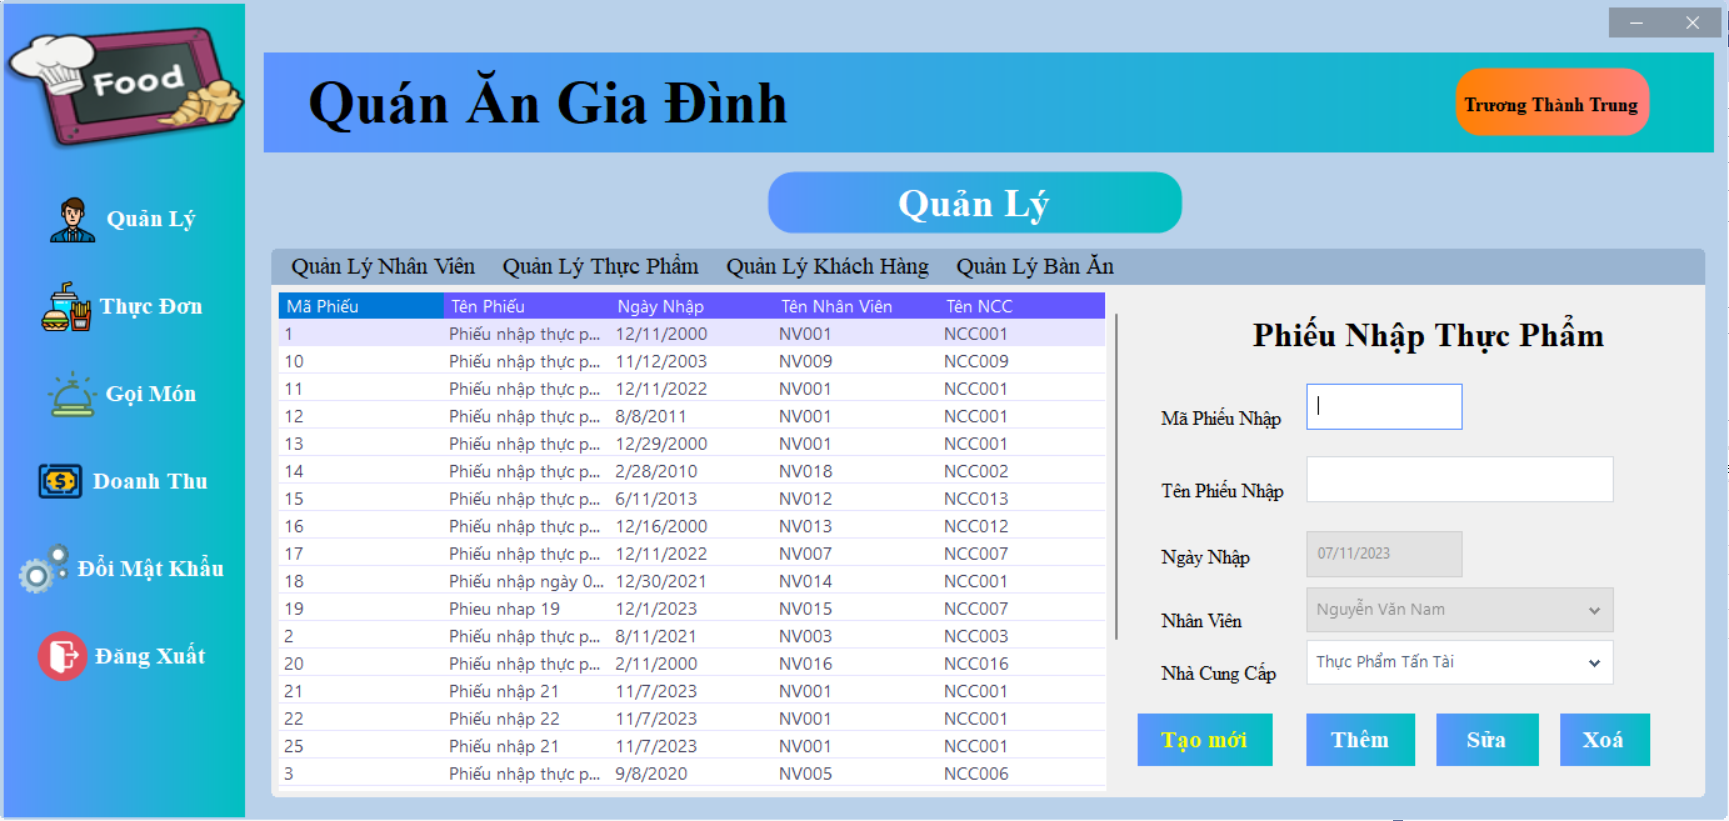 Food
Quán Ăn Gia Đình
Trương Thành Trung
Quản Lý
Quản Lý
Thực Đơn
Gọi Món
Doanh Thu
Đổi Mật Khẩu
Đăng Xuất
Quản Lý Nhân Viên Quản Lý Thực Phẩm Quản Lý Khách Hàng Quản Lý Bàn Ăn
Mã Phiếu Tên Phiếu Ngày Nhập Tên Nhân Viên Tên NCC
1 Phiếu nhập thực p... 12/11/2000 NV001 NCC001
10 Phiếu nhập thực p... 11/12/2003 NV009 NCC009
11 Phiếu nhập thực p... 12/11/2022 NV001 NCC001
12 Phiếu nhập thực p... 8/8/2011 NV001 NCC001
13 Phiếu nhập thực p... 12/29/2000 NV001 NCC001
14 Phiếu nhập thực p... 2/28/2010 NV018 NCC002
15 Phiếu nhập thực p... 6/11/2013 NV012 NCC013
16 Phiếu nhập thực p... 12/16/2000 NV013 NCC012
17 Phiếu nhập thực p... 12/11/2022 NV007 NCC007
18 Phiếu nhập ngày 0... 12/30/2021 NV014 NCC001
19 Phieu nhap 19 12/1/2023 NV015 NCC007
2 Phiếu nhập thực p... 8/11/2021 NV003 NCC003
20 Phiếu nhập thực p... 2/11/2000 NV016 NCC016
21 Phiếu nhập 21 11/7/2023 NV001 NCC001
22 Phiếu nhập 22 11/7/2023 NV001 NCC001
25 Phiếu nhập 21 11/7/2023 NV001 NCC001
3 Phiếu nhập thực p... 9/8/2020 NV005 NCC006
Phiếu Nhập Thực Phẩm
Mã Phiếu Nhập
Tên Phiếu Nhập
Ngày Nhập 07/11/2023
Nhân Viên Nguyễn Văn Nam
Nhà Cung Cấp Thực Phẩm Tấn Tài
Tạo mới Thêm Sửa Xoá